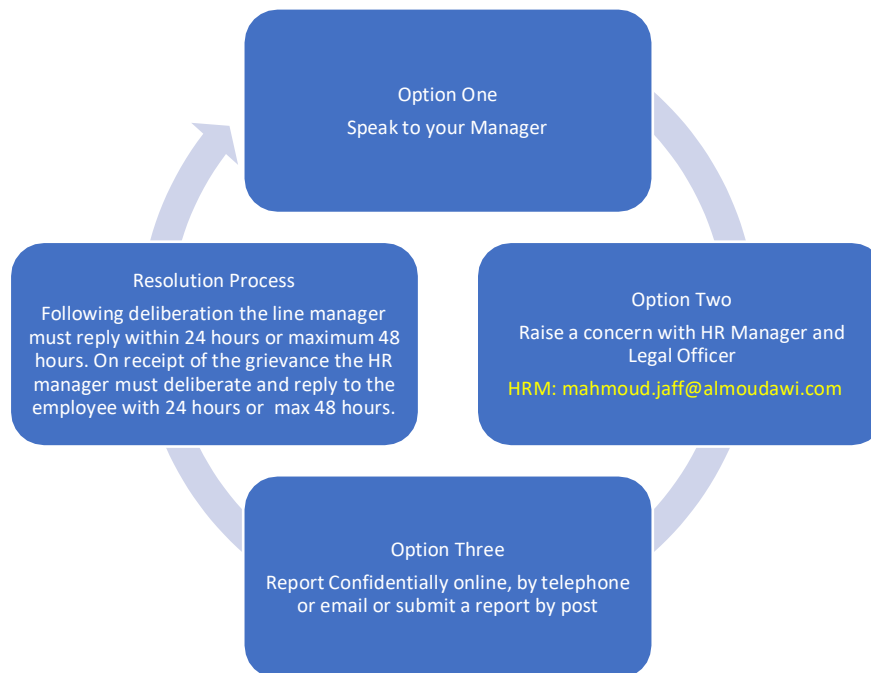 Option One
Speak to your Manager
Option Two
Raise a concern with HR Manager and
Legal Officer
HRM: mahmoud.jaff@almoudawi.com
Option Three
Report Confidentially online, by telephone
or email or submit a report by post
Resolution Process
Following deliberation the line manager
must reply within 24 hours or maximum 48
hours. On receipt of the grievance the HR
manager must deliberate and reply to the
employee with 24 hours or  max 48 hours.